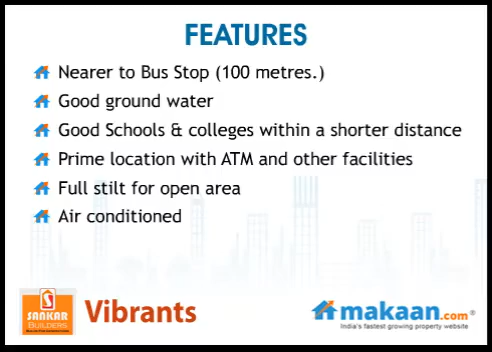 FEATURES
Nearer to Bus Stop (100 metres.)
Good ground water
Good Schools & colleges within a shorter distance
Prime location with ATM and other facilities
Full stilt for open area
Air conditioned
SANKAR
BUILDERS
Vibrants
makaan.com®
India's fastest growing property website